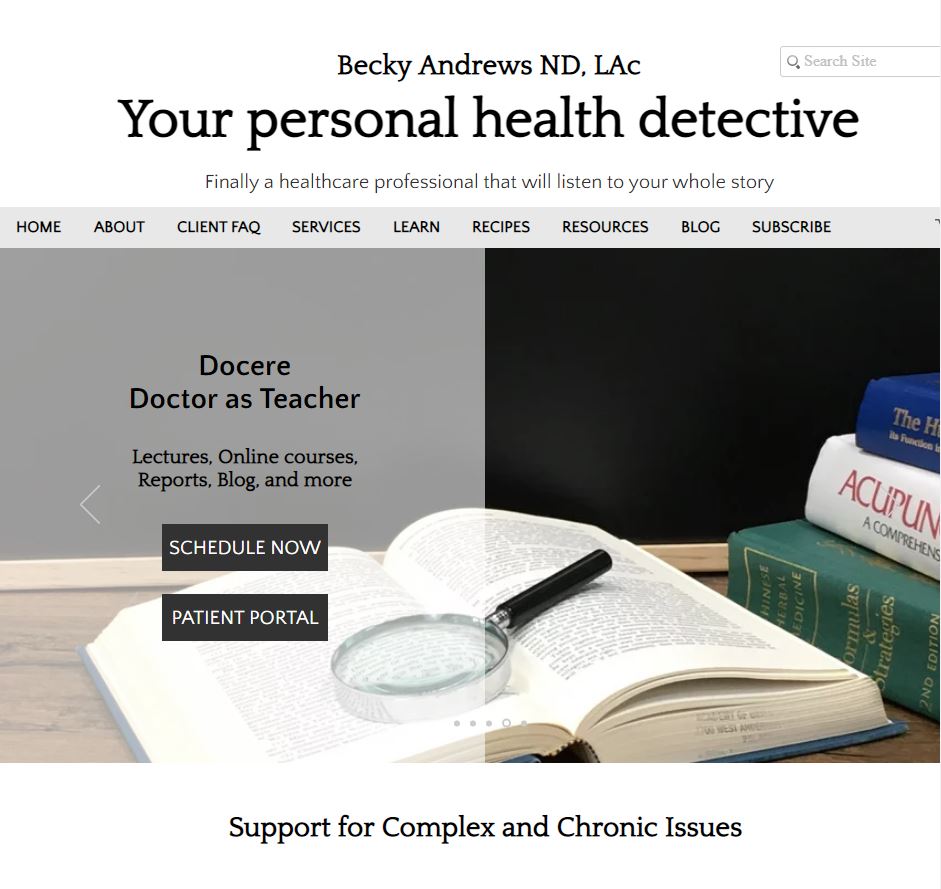 Becky Andrews ND, LAc
Search Site
Your personal health detective
Finally a healthcare professional that will listen to your whole story
HOME ABOUT CLIENT FAQ SERVICES LEARN RECIPES RESOURCES BLOG SUBSCRIBE
Docere
Doctor as Teacher
Lectures, Online courses,
Reports, Blog, and more
SCHEDULE NOW
PATIENT PORTAL
The
Its Function
ACUPUN
A COMPREHENS
CHINESE
HERBAL
MEDICINE
Formulas
&
Strategies
2ND EDITION
Support for Complex and Chronic Issues